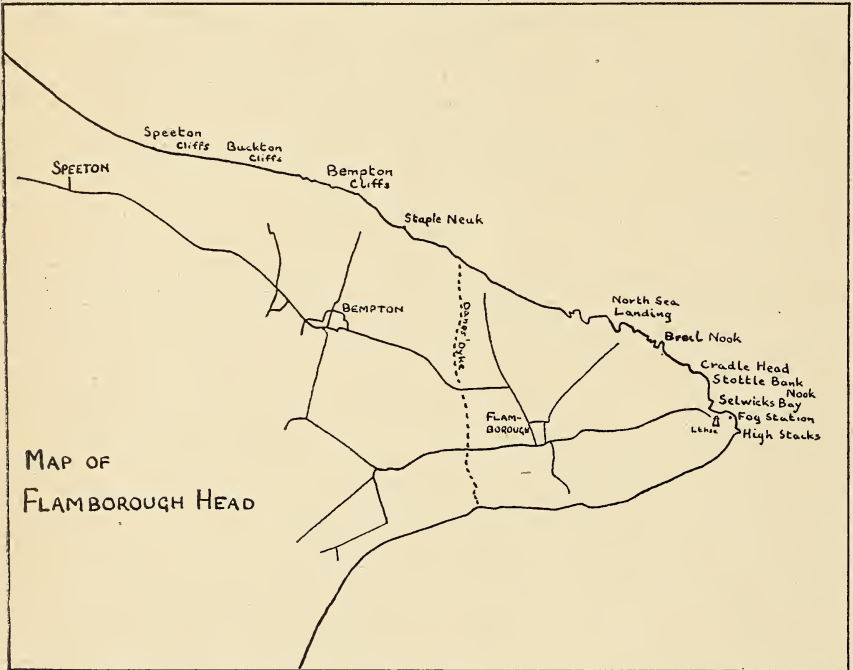 Speeton
Cliffs
Buckton
Cliffs
SPEETON
Bempton
Cliffs
Staple Neuk
North Sea
Landing
BEMPTON
Danes' Dyke
Breil Nook
Cradle Head
Stottle Bank
Nook
Selwicks Bay
FLAM-
BOROUGH
Fog Station
Lthse
High Stacks
MAP OF
FLAMBOROUGH HEAD